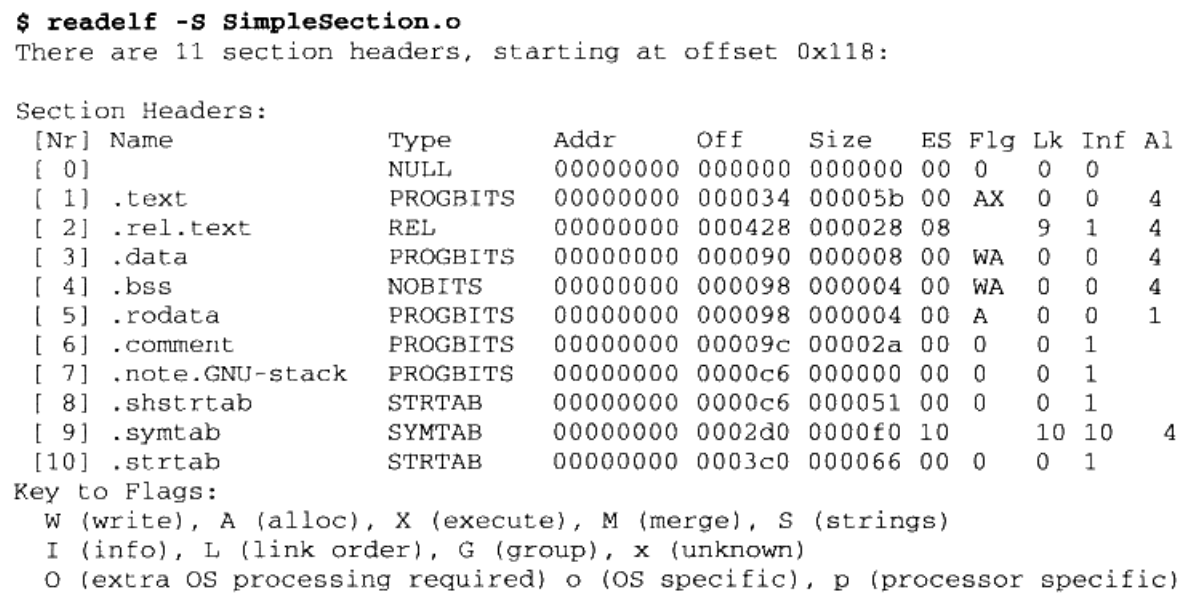 $ readelf -S SimpleSection.o
There are 11 section headers, starting at offset 0x118:
Section Headers:
[Nr] Name Type Addr Off Size ES Flg Lk Inf Al
[ 0] NULL 00000000 000000 000000 00 0 0 0
[ 1] .text PROGBITS 00000000 000034 00005b 00 AX 0 0 4
[ 2] .rel.text REL 00000000 000428 000028 08 9 1 4
[ 3] .data PROGBITS 00000000 000090 000008 00 WA 0 0 4
[ 4] .bss NOBITS 00000000 000098 000004 00 WA 0 0 4
[ 5] .rodata PROGBITS 00000000 000098 000004 00 A 0 0 1
[ 6] .comment PROGBITS 00000000 00009c 00002a 00 0 0 1
[ 7] .note.GNU-stack PROGBITS 00000000 0000c6 000000 00 0 0 1
[ 8] .shstrtab STRTAB 00000000 0000c6 000051 00 0 0 1
[ 9] .symtab SYMTAB 00000000 0002d0 0000f0 10 10 10 4
[10] .strtab STRTAB 00000000 0003c0 000066 00 0 0 1
Key to Flags:
W (write), A (alloc), X (execute), M (merge), S (strings)
I (info), L (link order), G (group), x (unknown)
O (extra OS processing required) o (OS specific), p (processor specific)